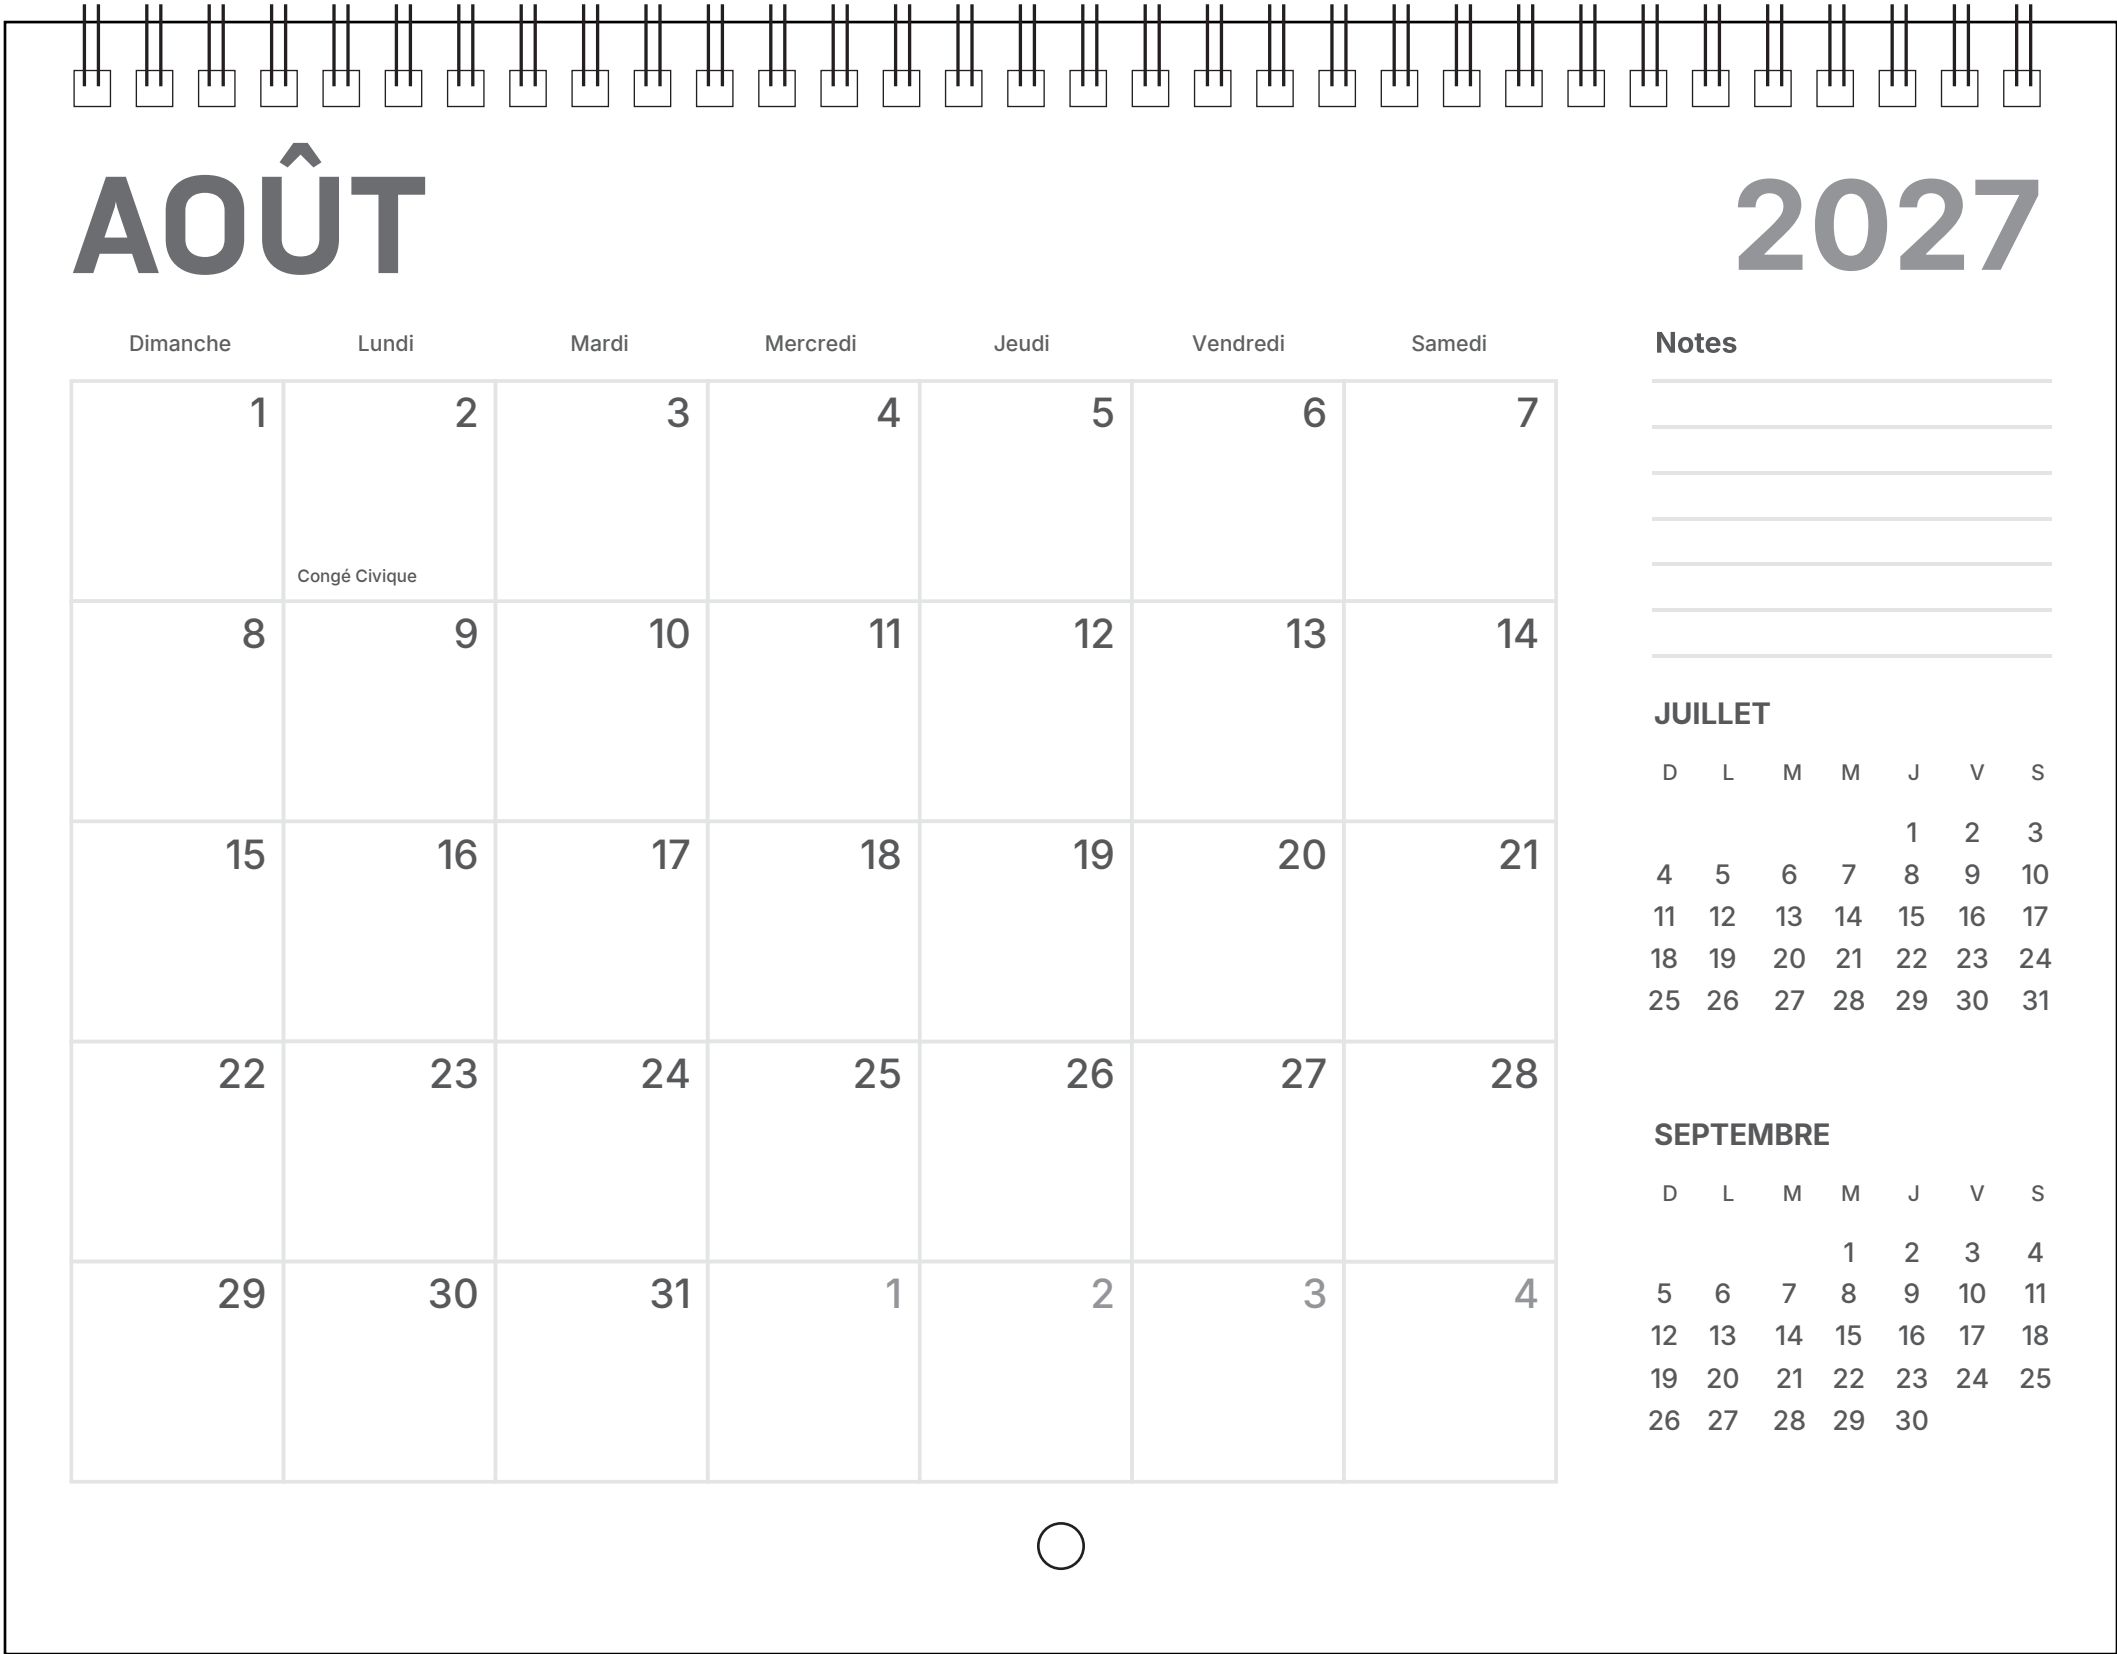 AOÛT 2027
Dimanche Lundi Mardi Mercredi Jeudi Vendredi Samedi
1 2 3 4 5 6 7
Congé Civique
8 9 10 11 12 13 14
15 16 17 18 19 20 21
22 23 24 25 26 27 28
29 30 31 1 2 3 4
Notes
JUILLET
D L M M J V S
1 2 3
4 5 6 7 8 9 10
11 12 13 14 15 16 17
18 19 20 21 22 23 24
25 26 27 28 29 30 31
SEPTEMBRE
D L M M J V S
1 2 3 4
5 6 7 8 9 10 11
12 13 14 15 16 17 18
19 20 21 22 23 24 25
26 27 28 29 30